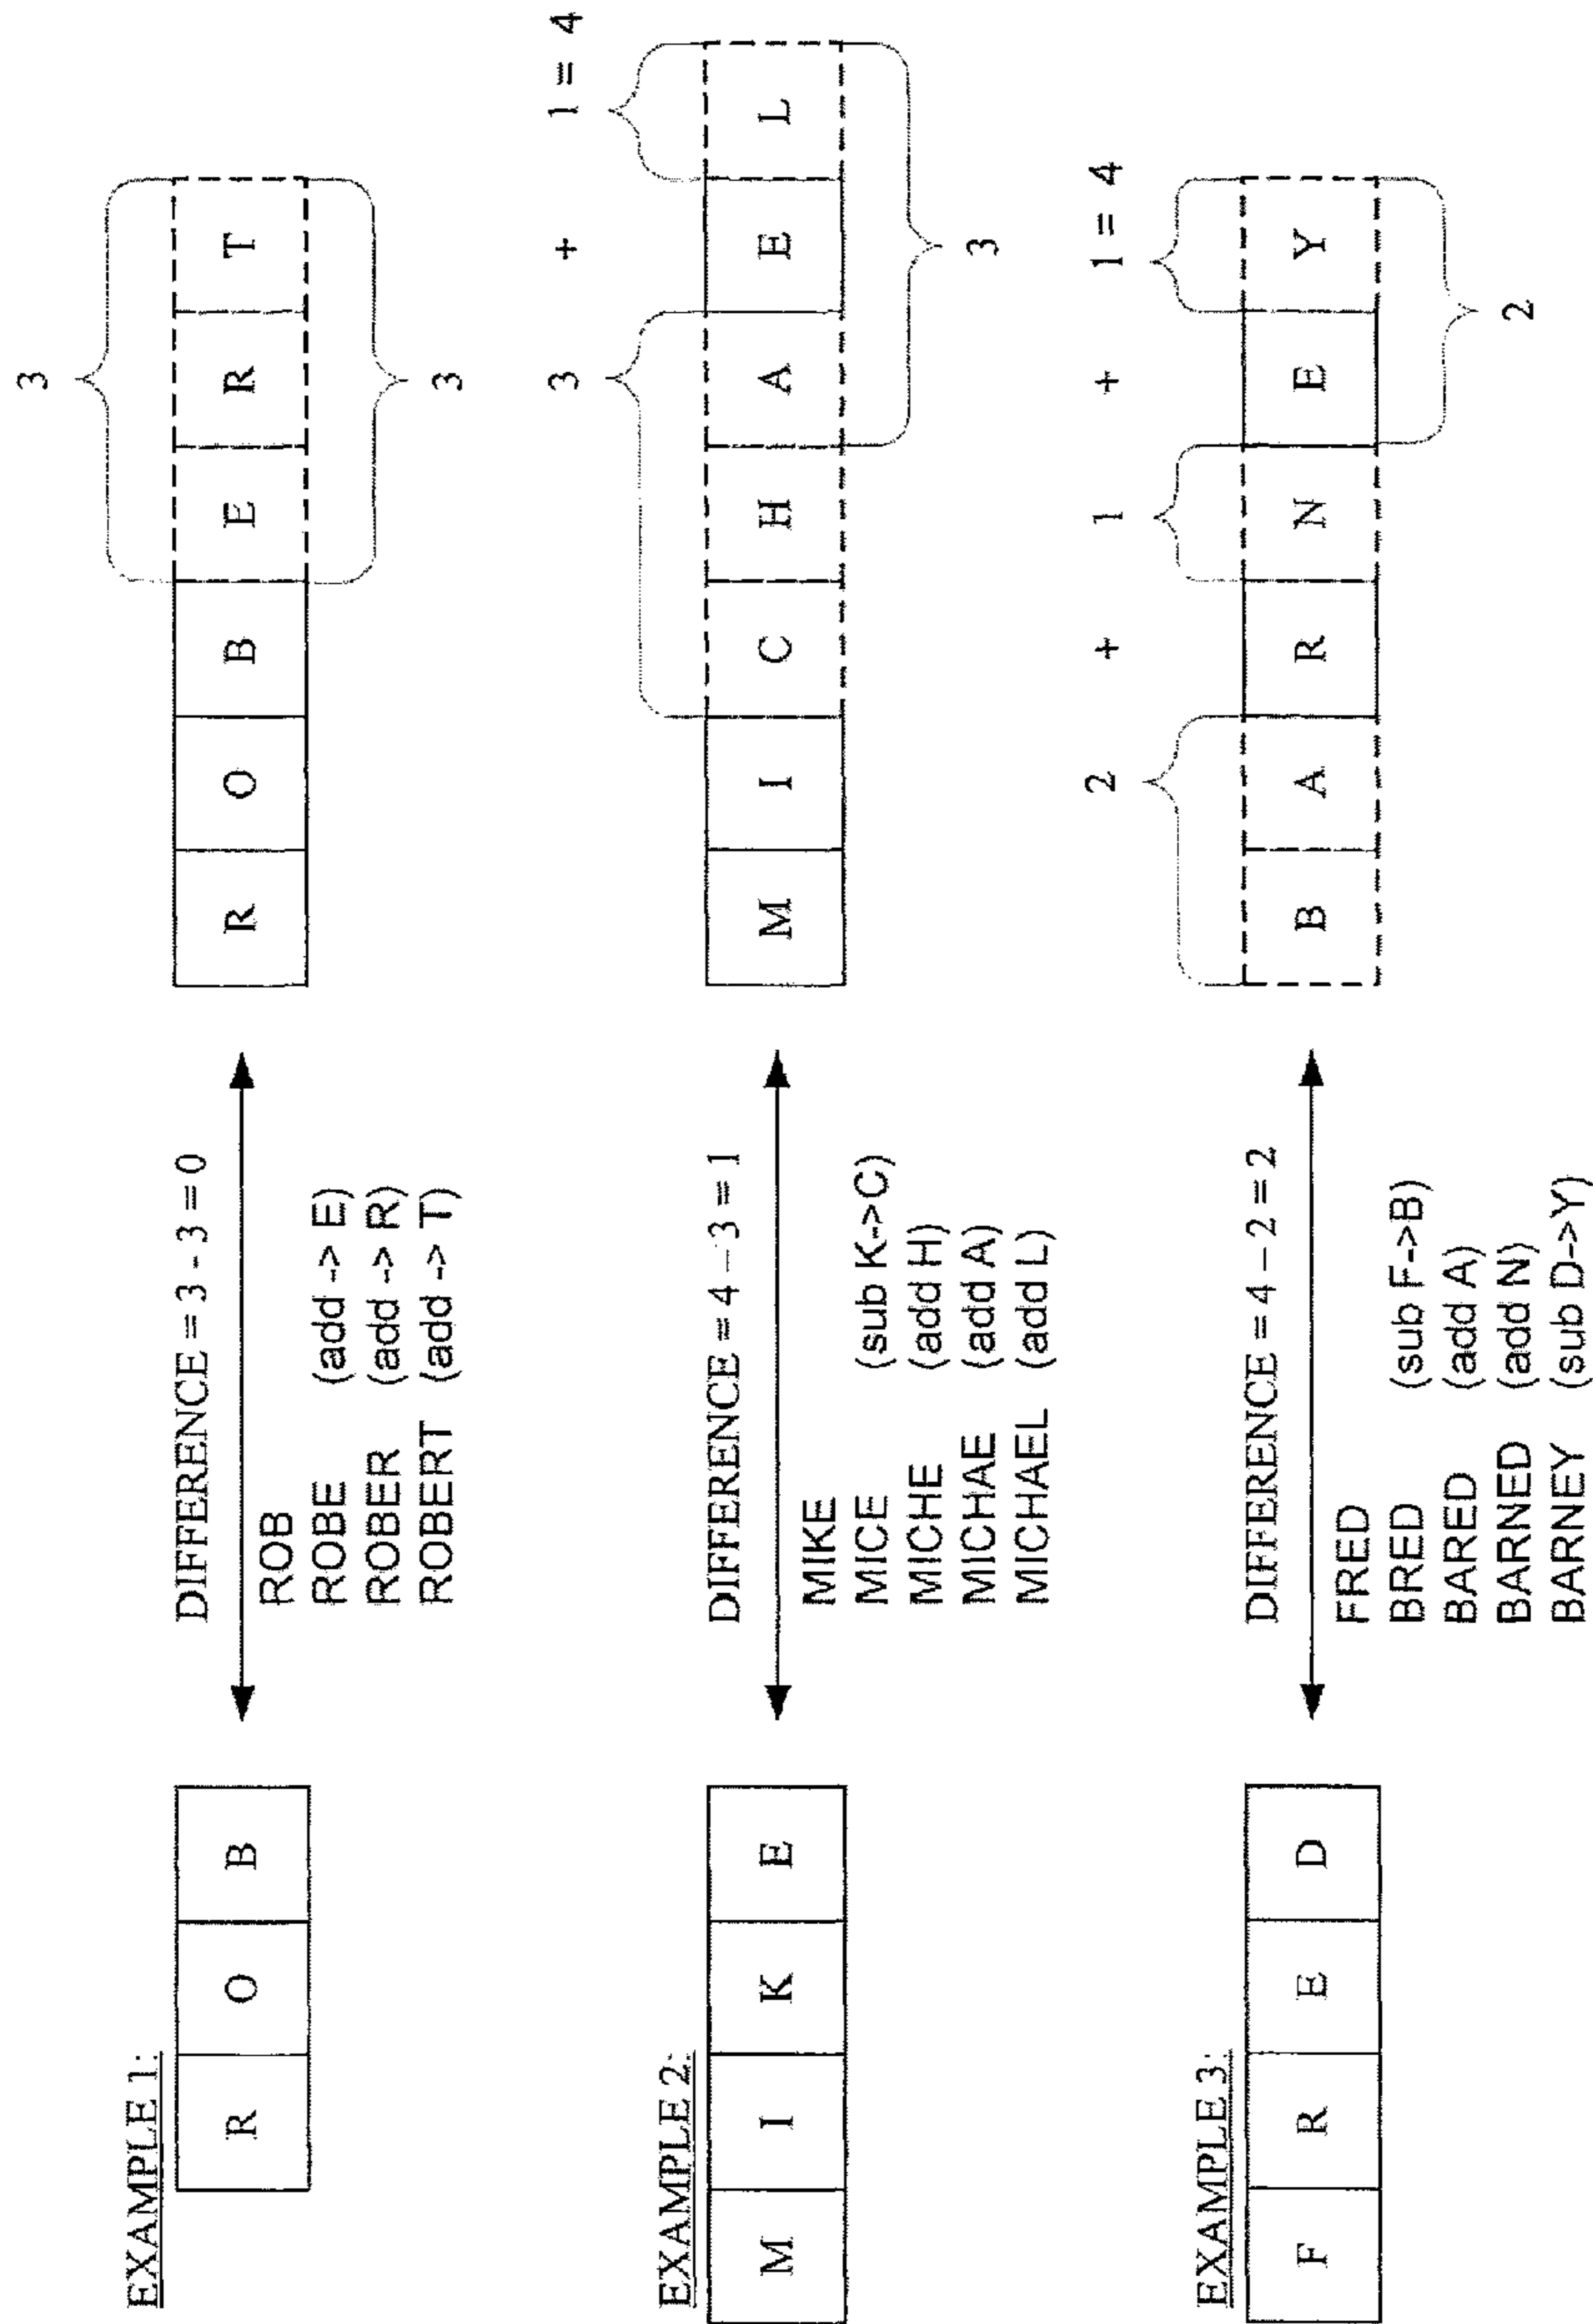 EXAMPLE 1:
R O B
DIFFERENCE = 3 - 3 = 0
ROB
ROBE (add -> E)
ROBER (add -> R)
ROBERT (add -> T)
3
R O B E R T
3
EXAMPLE 2:
M I K E
DIFFERENCE = 4 – 3 = 1
MIKE
MICE (sub K->C)
MICHE (add H)
MICHAE (add A)
MICHAEL (add L)
3 + 1 = 4
M I C H A E L
3
EXAMPLE 3:
F R E D
DIFFERENCE = 4 – 2 = 2
FRED
BRED (sub F->B)
BARED (add A)
BARNED (add N)
BARNEY (sub D->Y)
2 + 1 + 1 = 4
B A R N E Y
2